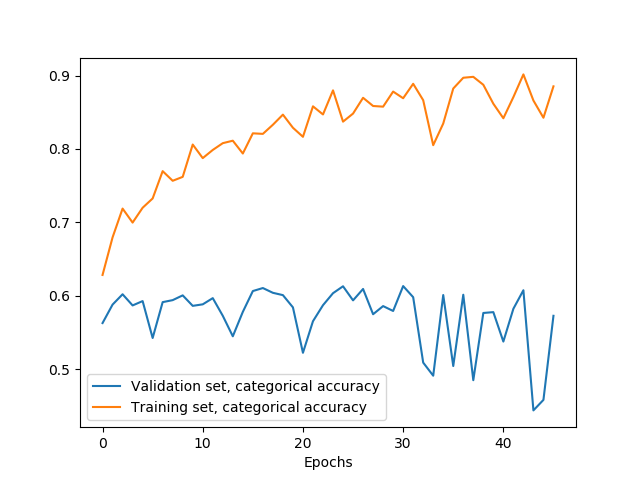 0.9
0.8
0.7
0.6
0.5
Validation set, categorical accuracy
Training set, categorical accuracy
0 10 20 30 40
Epochs